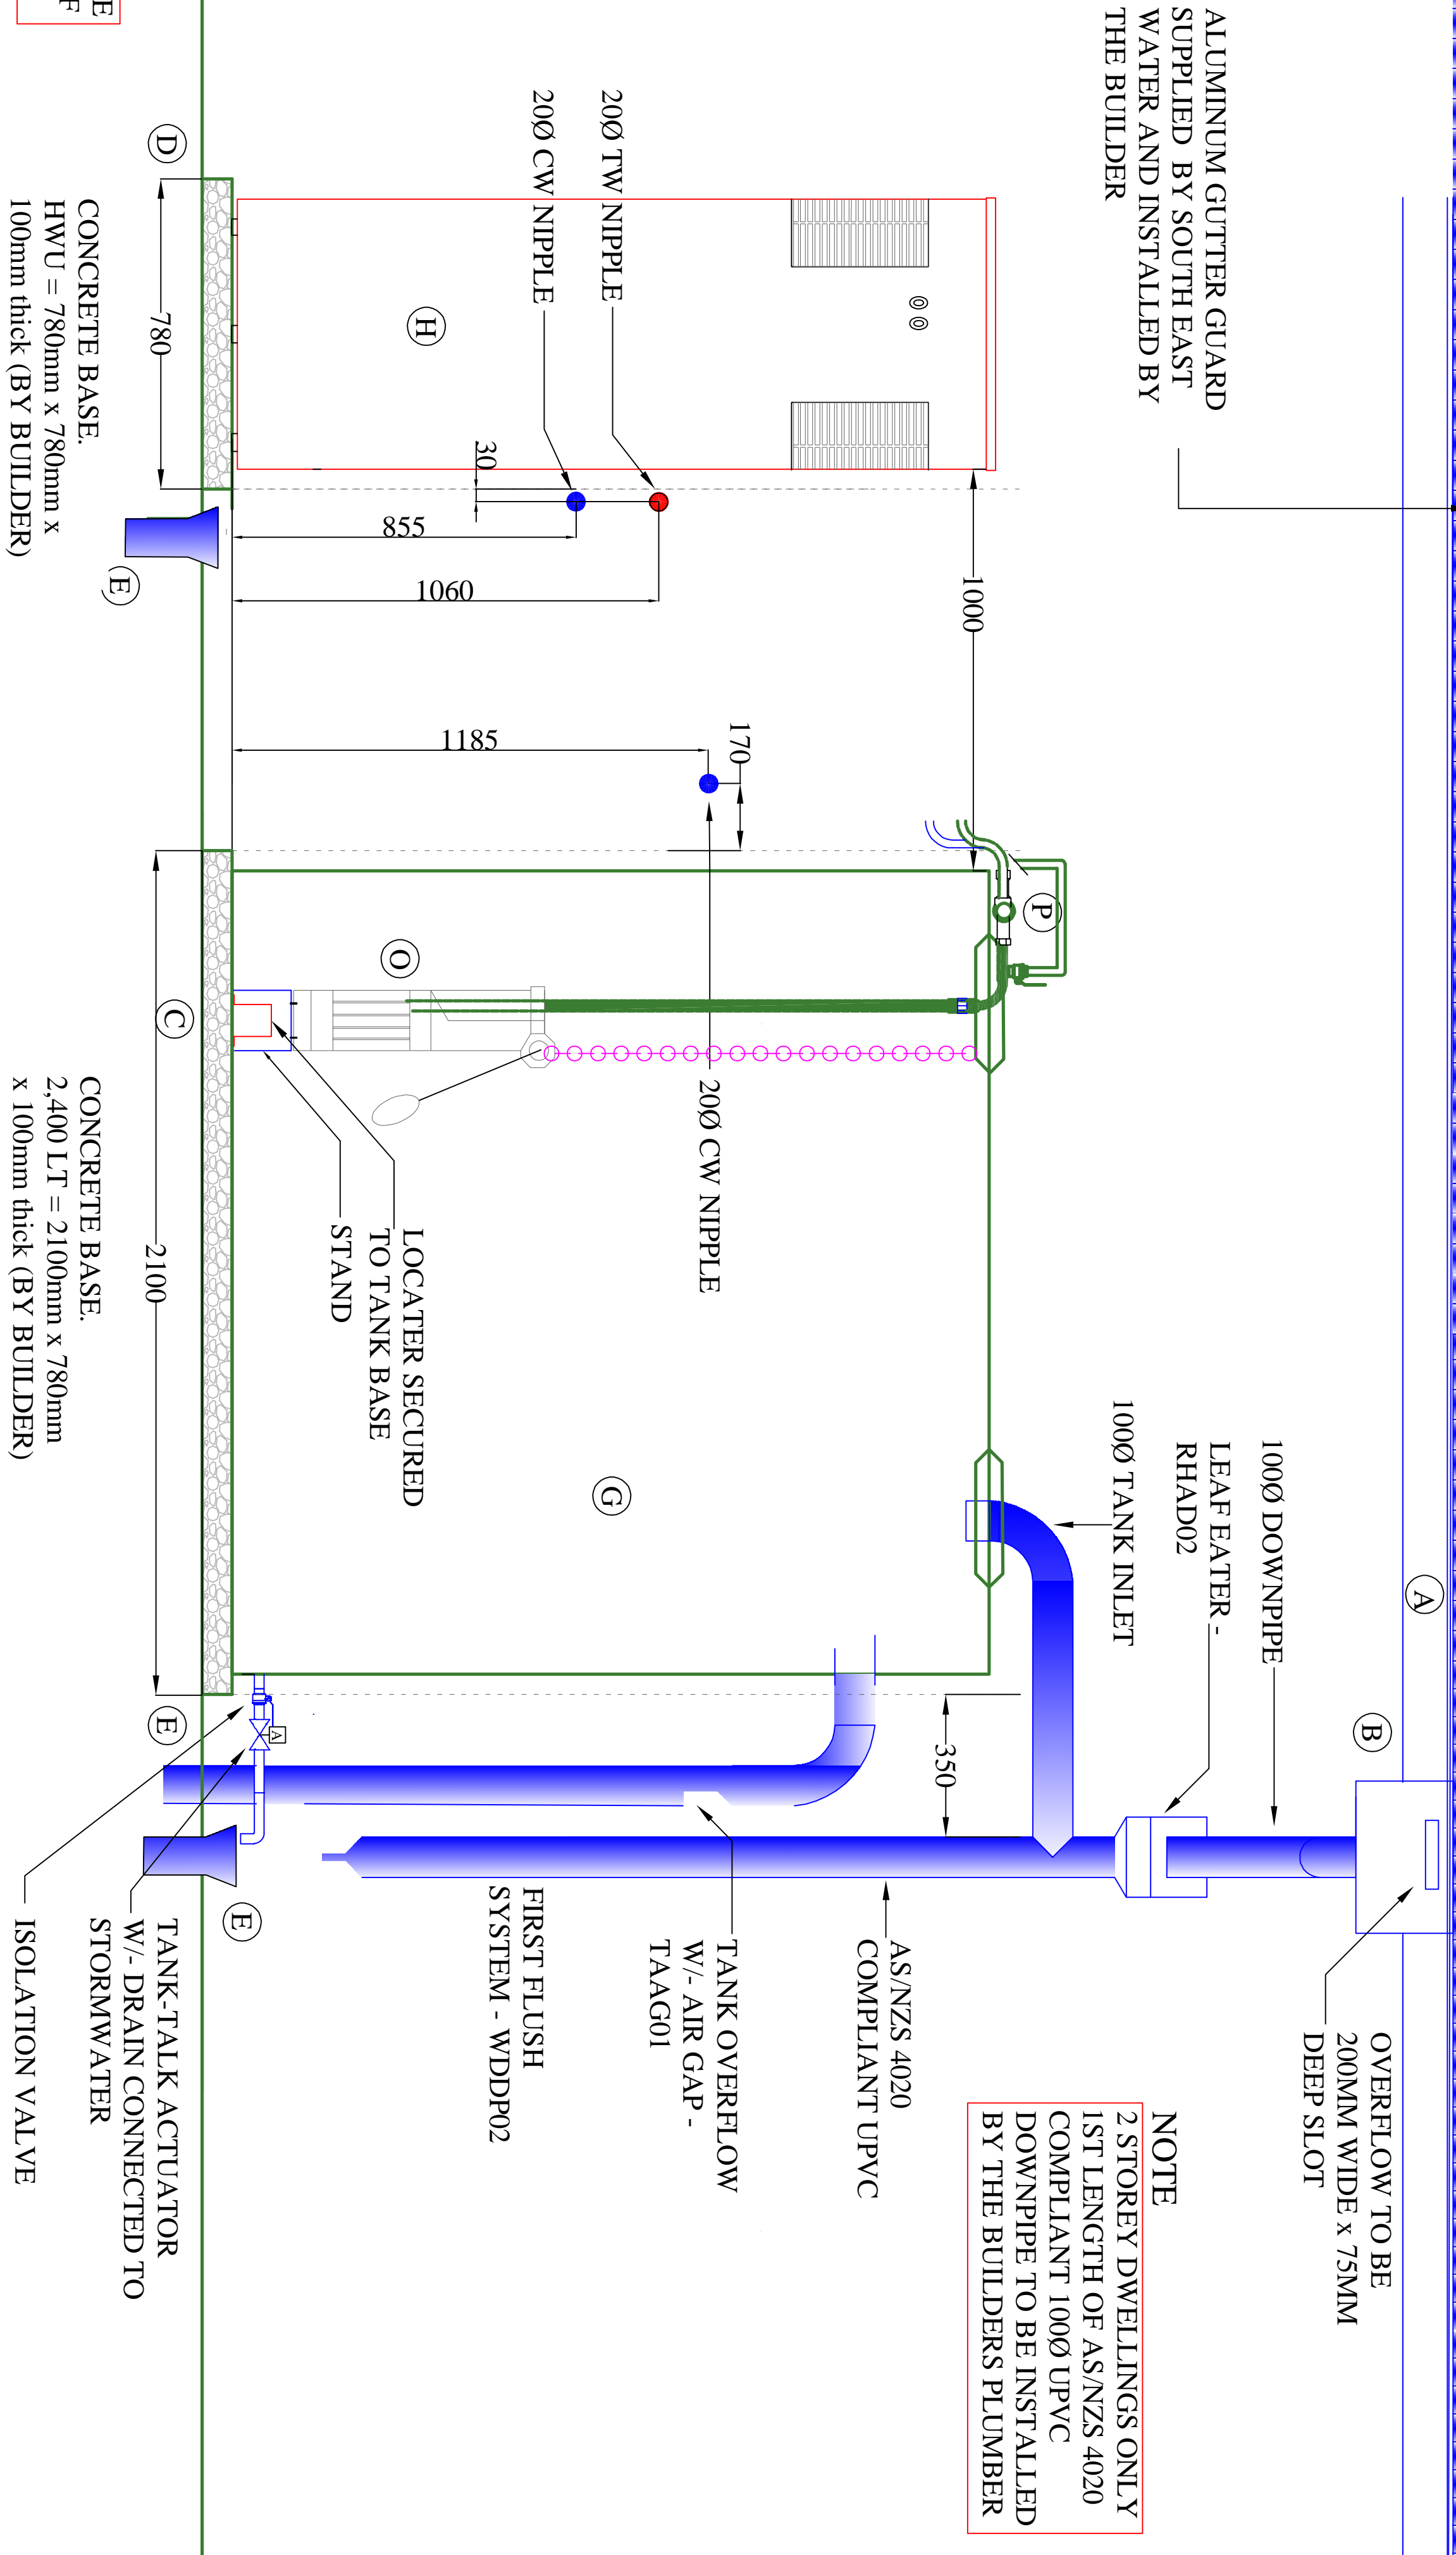 ALUMINUM GUTTER GUARD
SUPPLIED BY SOUTH EAST
WATER AND INSTALLED BY
THE BUILDER
A
B
OVERFLOW TO BE
200MM WIDE x 75MM
DEEP SLOT
100Ø DOWNPIPE
LEAF EATER -
RHAD02
100Ø TANK INLET
NOTE
2 STOREY DWELLINGS ONLY
1ST LENGTH OF AS/NZS 4020
COMPLIANT 100Ø UPVC
DOWNPIPE TO BE INSTALLED
BY THE BUILDERS PLUMBER
P
1000
350
AS/NZS 4020
COMPLIANT UPVC
TANK OVERFLOW
W/- AIR GAP -
TAAG01
FIRST FLUSH
SYSTEM - WDDP02
20Ø TW NIPPLE
20Ø CW NIPPLE
170
1185
20Ø CW NIPPLE
G
H
30
855
1060
O
LOCATER SECURED
TO TANK BASE
STAND
A
E
C
D
780
E
2100
E
TANK-TALK ACTUATOR
W/- DRAIN CONNECTED TO
STORMWATER
ISOLATION VALVE
CONCRETE BASE.
HWU = 780mm x 780mm x
100mm thick (BY BUILDER)
CONCRETE BASE.
2,400 LT = 2100mm x 780mm
x 100mm thick (BY BUILDER)
E
F